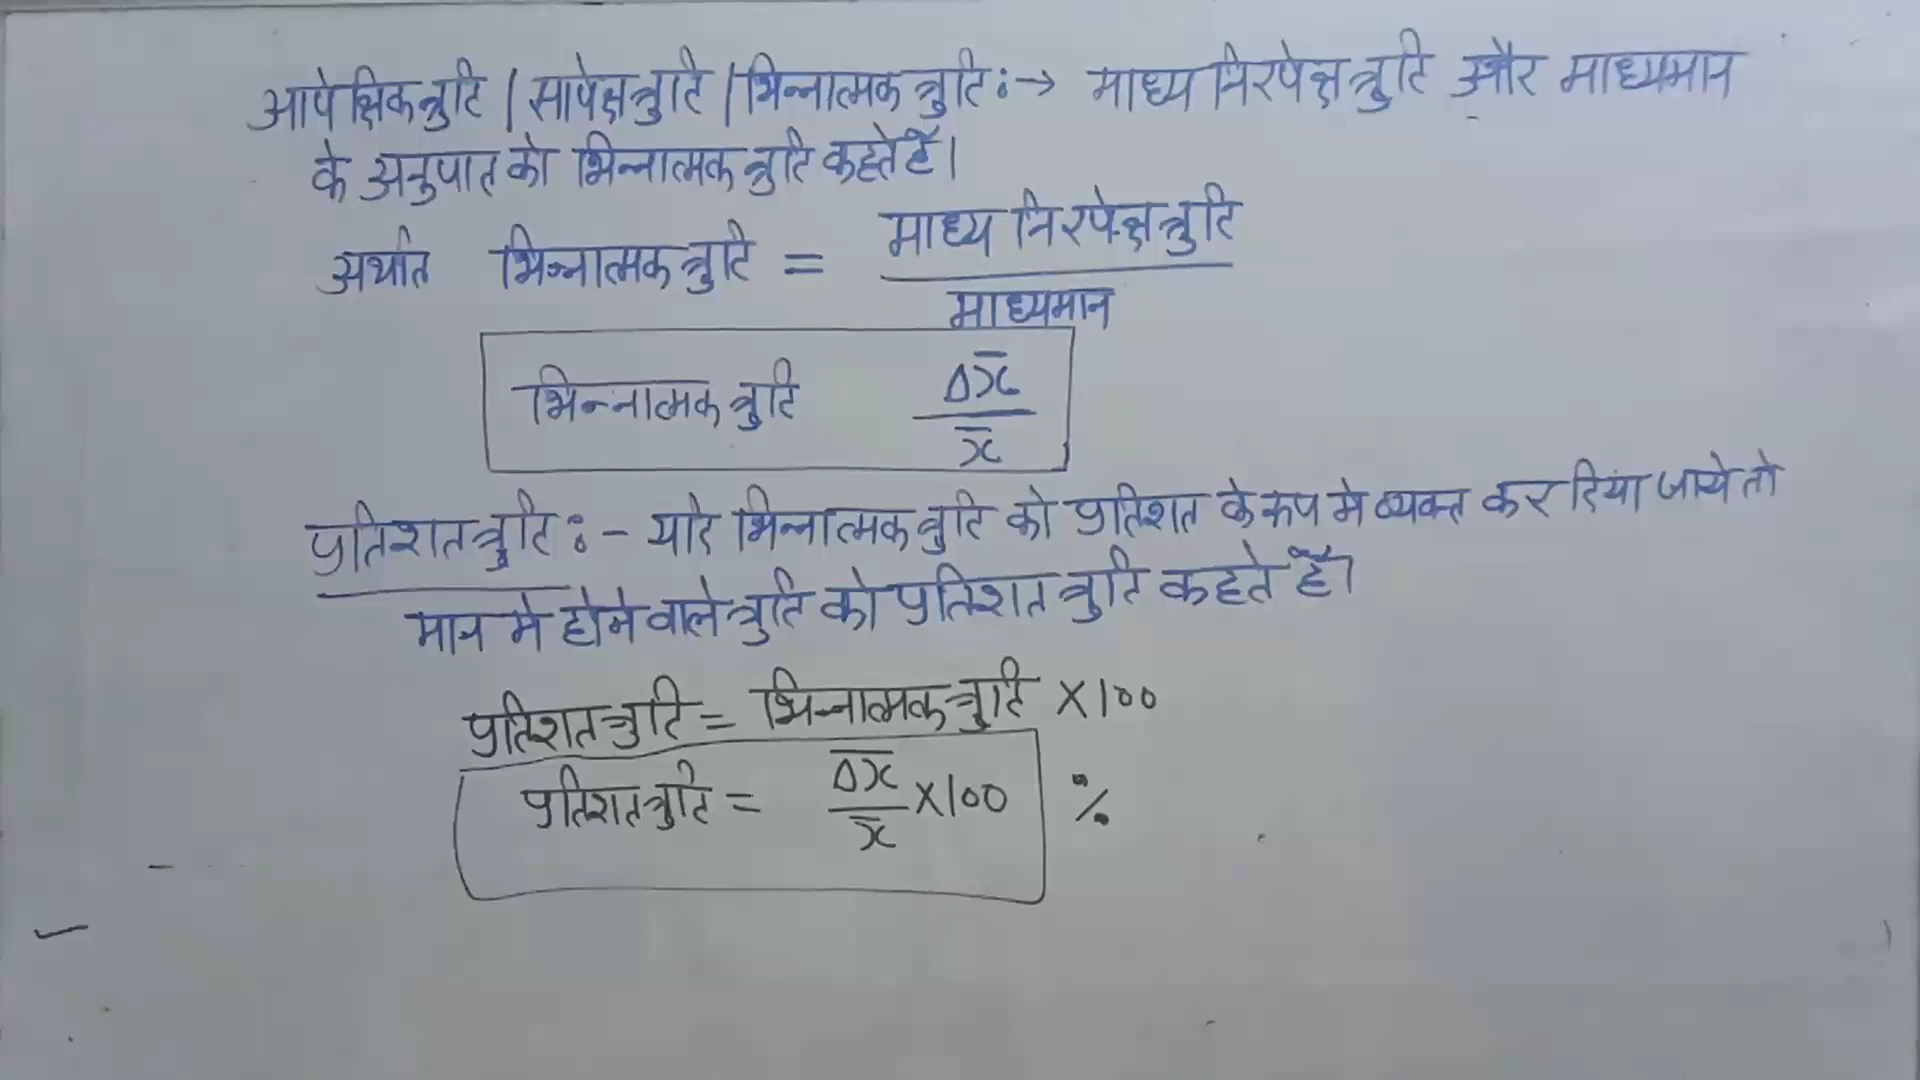 आपेक्षिक त्रुटि / सापेक्ष त्रुटि / भिन्नात्मक त्रुटि :→ माध्य निरपेक्ष त्रुटि और माध्यमान
के अनुपात को भिन्नात्मक त्रुटि कहते हैं।
अर्थात भिन्नात्मक त्रुटि = माध्य निरपेक्ष त्रुटि
माध्यमान
भिन्नात्मक त्रुटि Δx̄
x̄
प्रतिशत त्रुटि :- यदि भिन्नात्मक त्रुटि को प्रतिशत के रूप मे व्यक्त कर दिया जाये तो
मान मे होने वाले त्रुटि को प्रतिशत त्रुटि कहते हैं।
प्रतिशत त्रुटि = भिन्नात्मक त्रुटि ×100
प्रतिशत त्रुटि = Δx̄ ×100 %
x̄